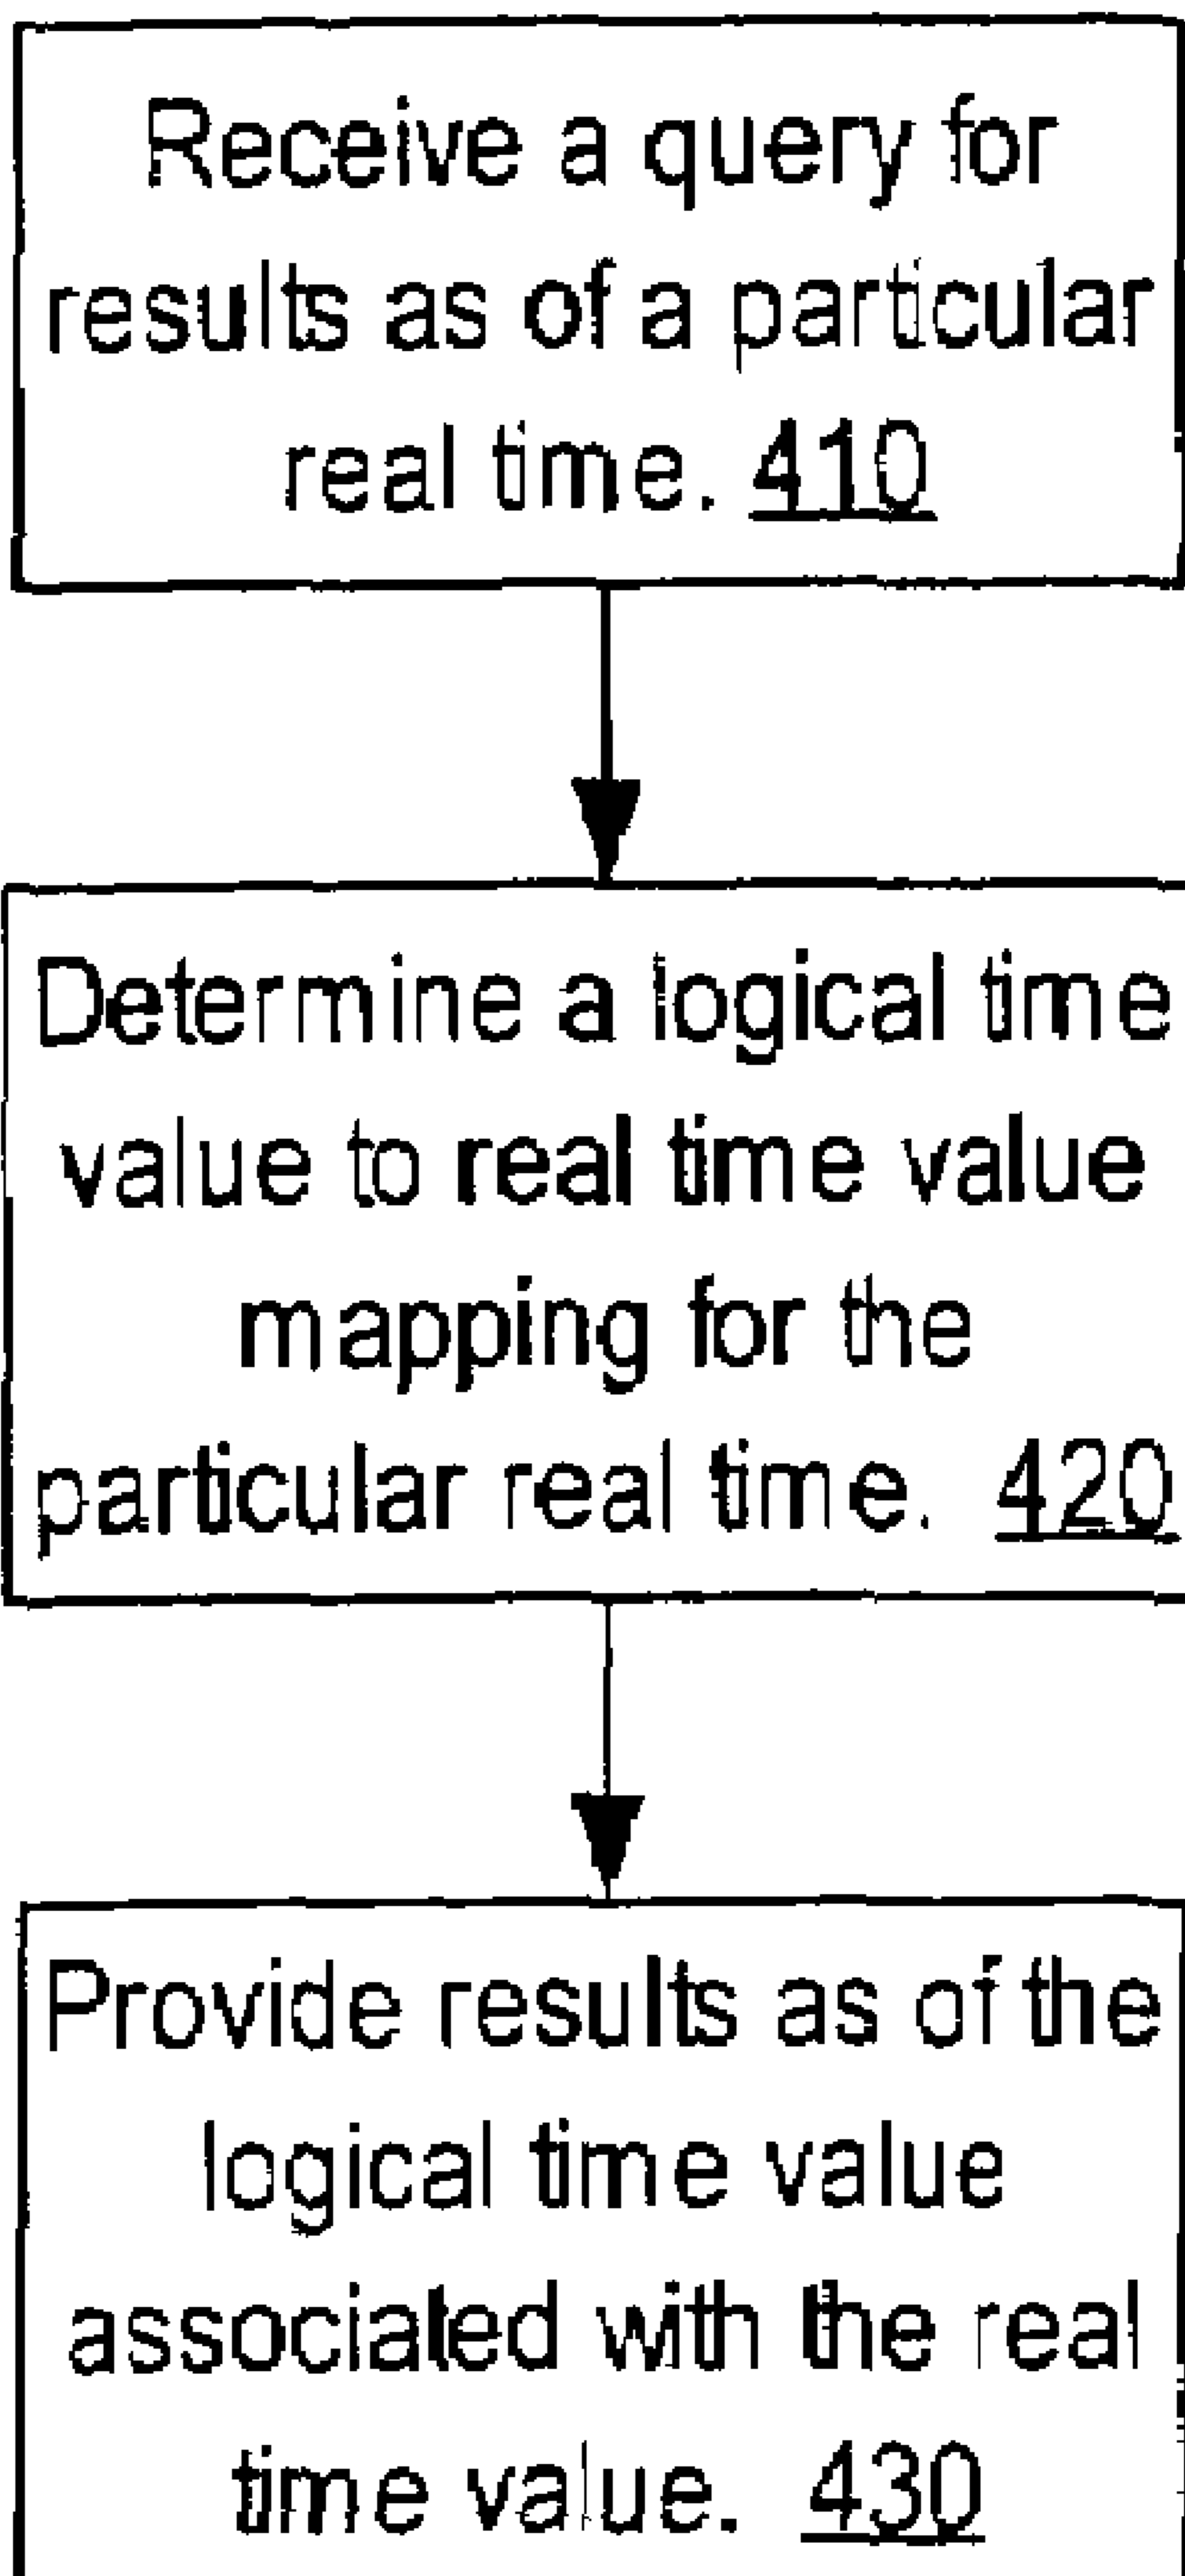 Receive a query for
results as of a particular
real time. 410
Determine a logical time
value to real time value
mapping for the
particular real time. 420
Provide results as of the
logical time value
associated with the real
time value. 430